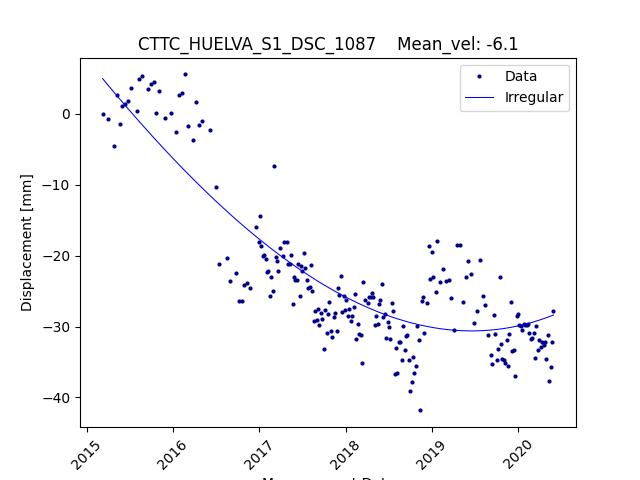 CTTC_HUELVA_S1_DSC_1087    Mean_vel: -6.1
Data
Irregular
Displacement [mm]
0
−10
−20
−30
−40
2015
2016
2017
2018
2019
2020